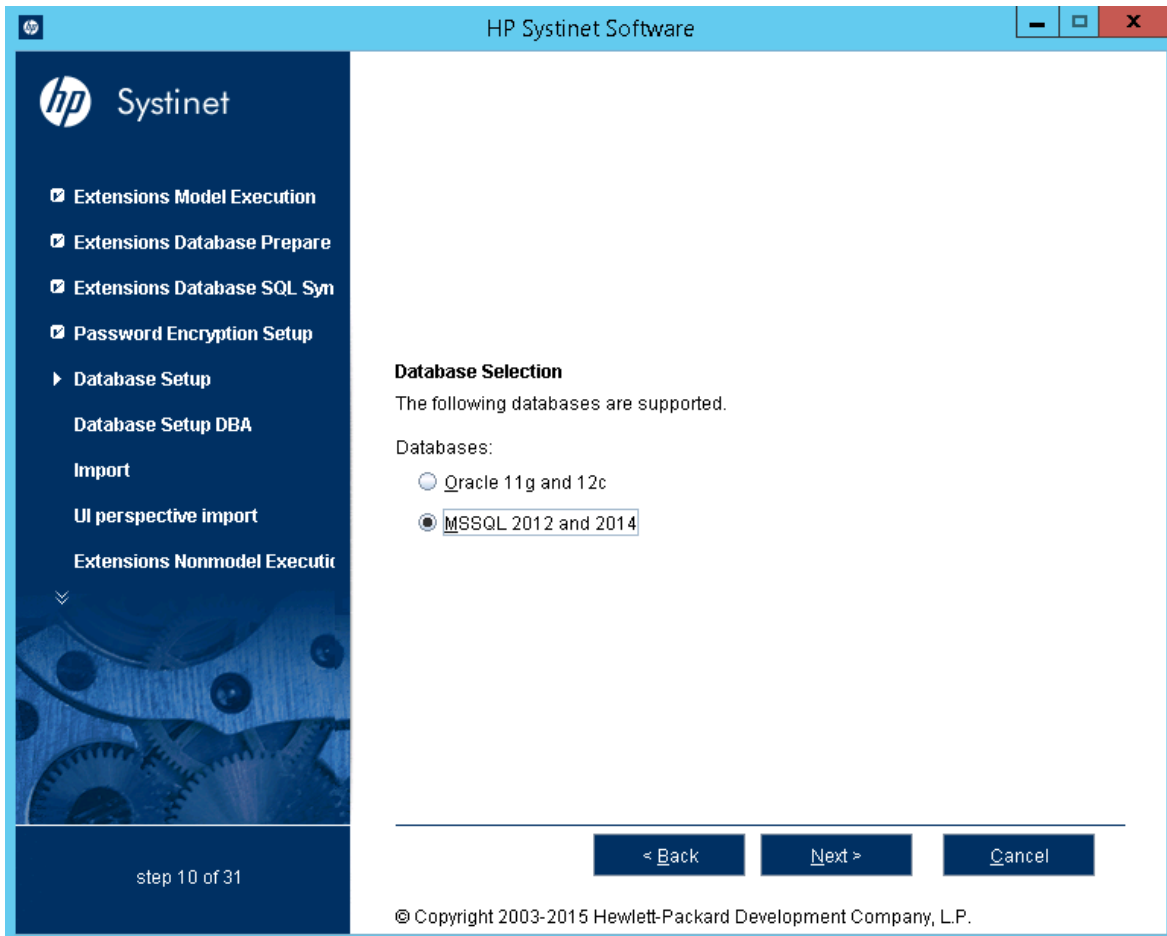 HP Systinet Software
hp Systinet
Extensions Model Execution
Extensions Database Prepare
Extensions Database SQL Syn
Password Encryption Setup
Database Setup
Database Setup DBA
Import
UI perspective import
Extensions Nonmodel Executic
step 10 of 31
Database Selection
The following databases are supported.
Databases:
Oracle 11g and 12c
MSSQL 2012 and 2014
< Back
Next >
Cancel
© Copyright 2003-2015 Hewlett-Packard Development Company, L.P.